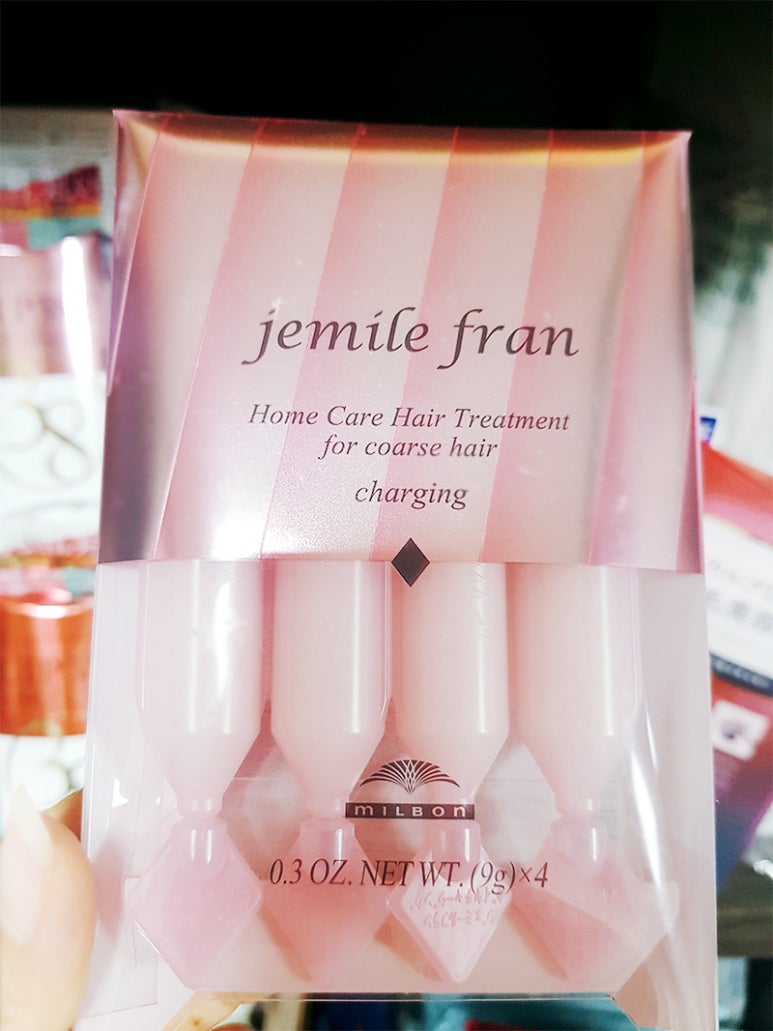 jemile fran
Home Care Hair Treatment
for coarse hair
charging
MILBON
0.3 OZ. NET WT. (9g)×4